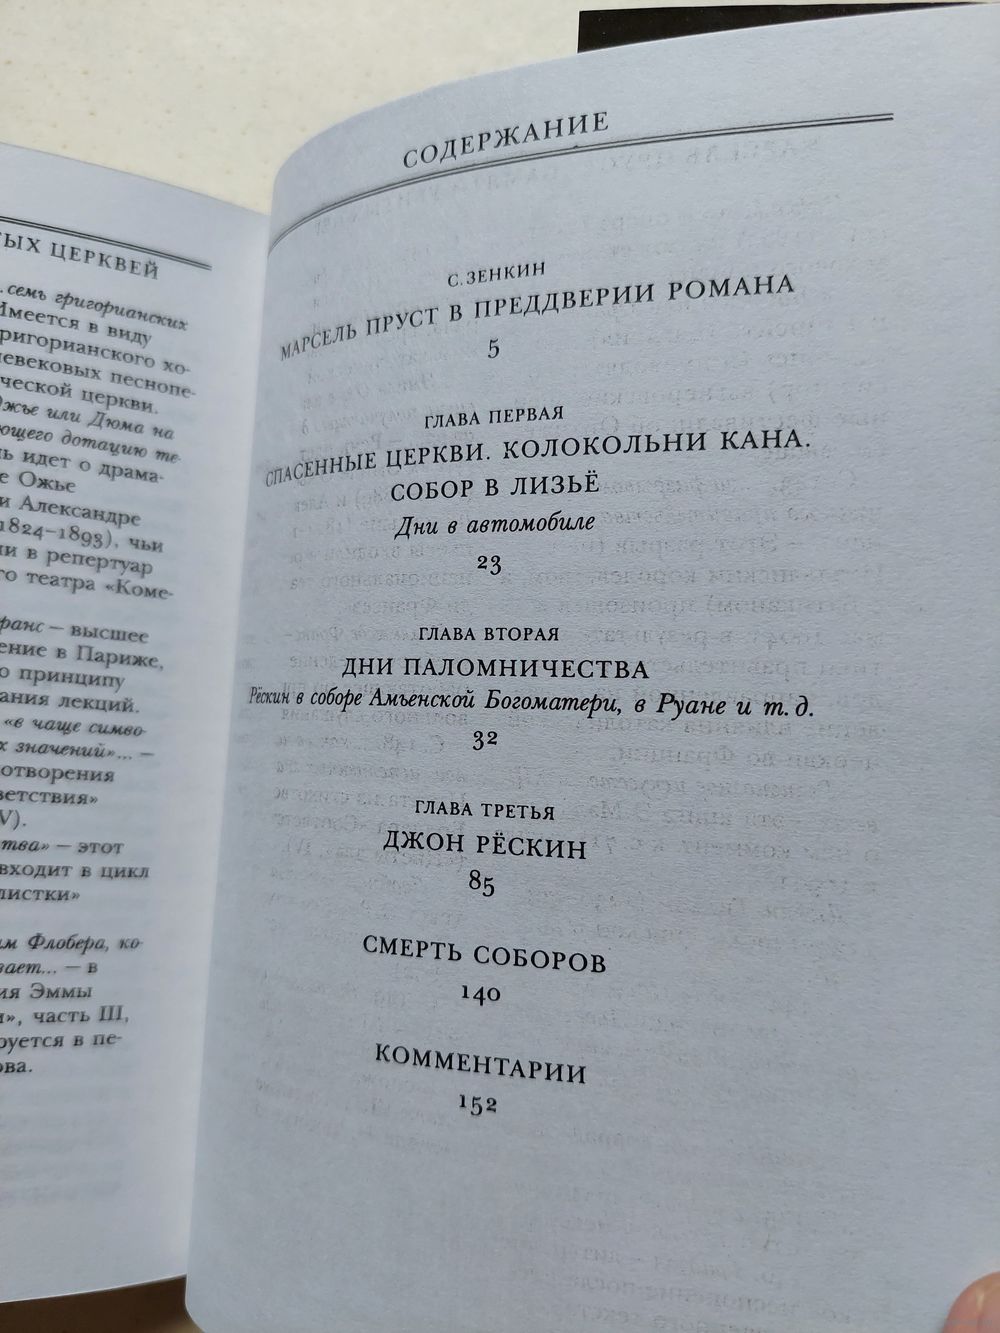 ТЫХ ЦЕРКВЕЙ
семь григорианских
Имеется в виду
ригорианского хо-
невековых песнопе-
ческой церкви.
джье или Дюма на
ющего дотацию те-
ь идет о драма-
е Ожье
и Александре
1824–1893), чьи
ли в репертуар
го театра «Коме-
ранс — высшее
ение в Париже,
о принципу
ания лекций.
«в чаще симво-
х значений»... —
отворения
ветствия»
V).
тва» — этот
входит в цикл
листки»
м Флобера, ко-
вает... — в
ия Эммы
и», часть III,
руется в пе-
ова.
СОДЕРЖАНИЕ
С. ЗЕНКИН
МАРСЕЛЬ ПРУСТ В ПРЕДДВЕРИИ РОМАНА
5
ГЛАВА ПЕРВАЯ
СПАСЕННЫЕ ЦЕРКВИ. КОЛОКОЛЬНИ КАНА.
СОБОР В ЛИЗЬЁ
Дни в автомобиле
23
ГЛАВА ВТОРАЯ
ДНИ ПАЛОМНИЧЕСТВА
Рёскин в соборе Амьенской Богоматери, в Руане и т. д.
32
ГЛАВА ТРЕТЬЯ
ДЖОН РЁСКИН
85
СМЕРТЬ СОБОРОВ
140
КОММЕНТАРИИ
152